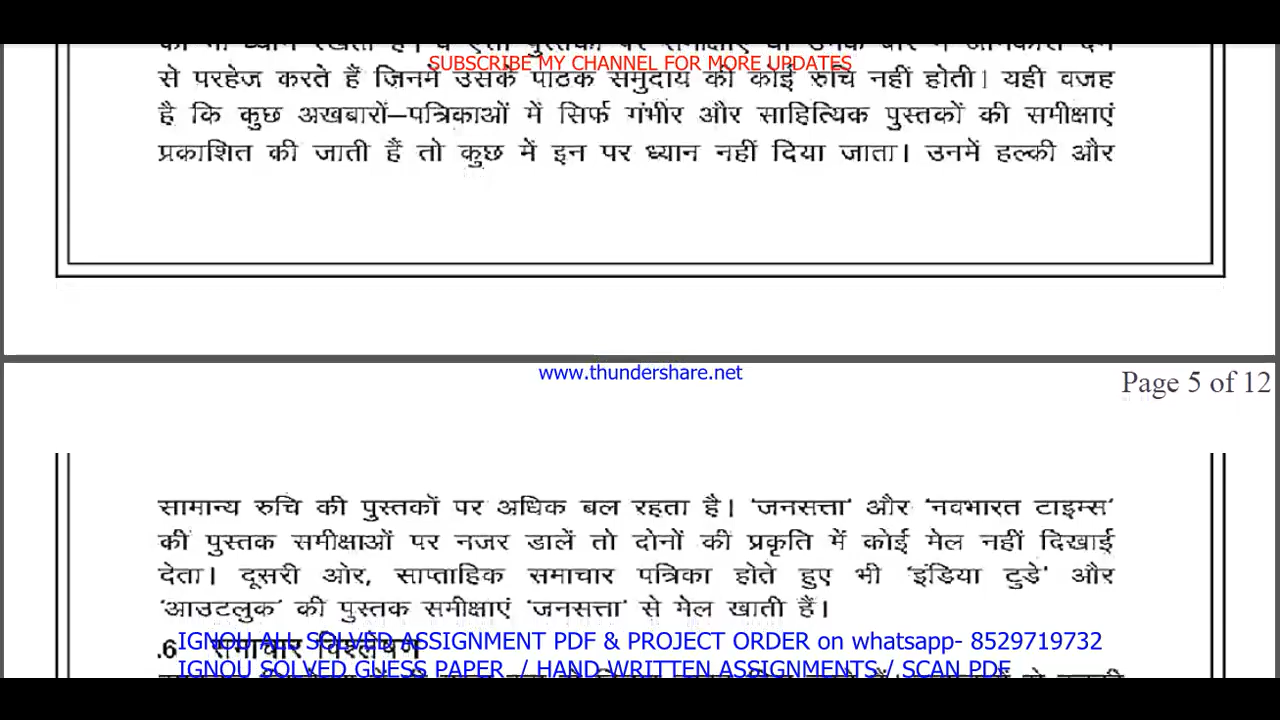 SUBSCRIBE MY CHANNEL FOR MORE UPDATES
से परहेज करते हैं जिनमें उसके पाठक समुदाय की कोई रुचि नहीं होती। यही वजह
है कि कुछ अखबारों–पत्रिकाओं में सिर्फ गंभीर और साहित्यिक पुस्तकों की समीक्षाएं
प्रकाशित की जाती हैं तो कुछ में इन पर ध्यान नहीं दिया जाता। उनमें हल्की और
www.thundershare.net
Page 5 of 12
सामान्य रुचि की पुस्तकों पर अधिक बल रहता है। 'जनसत्ता' और 'नवभारत टाइम्स'
की पुस्तक समीक्षाओं पर नजर डालें तो दोनों की प्रकृति में कोई मेल नहीं दिखाई
देता। दूसरी ओर, साप्ताहिक समाचार पत्रिका होते हुए भी 'इंडिया टुडे' और
'आउटलुक' की पुस्तक समीक्षाएं 'जनसत्ता' से मेल खाती हैं।
IGNOU ALL SOLVED ASSIGNMENT PDF & PROJECT ORDER on whatsapp- 8529719732
.6 समाचार विश्लेषण
IGNOU SOLVED GUESS PAPER / HAND WRITTEN ASSIGNMENTS / SCAN PDF